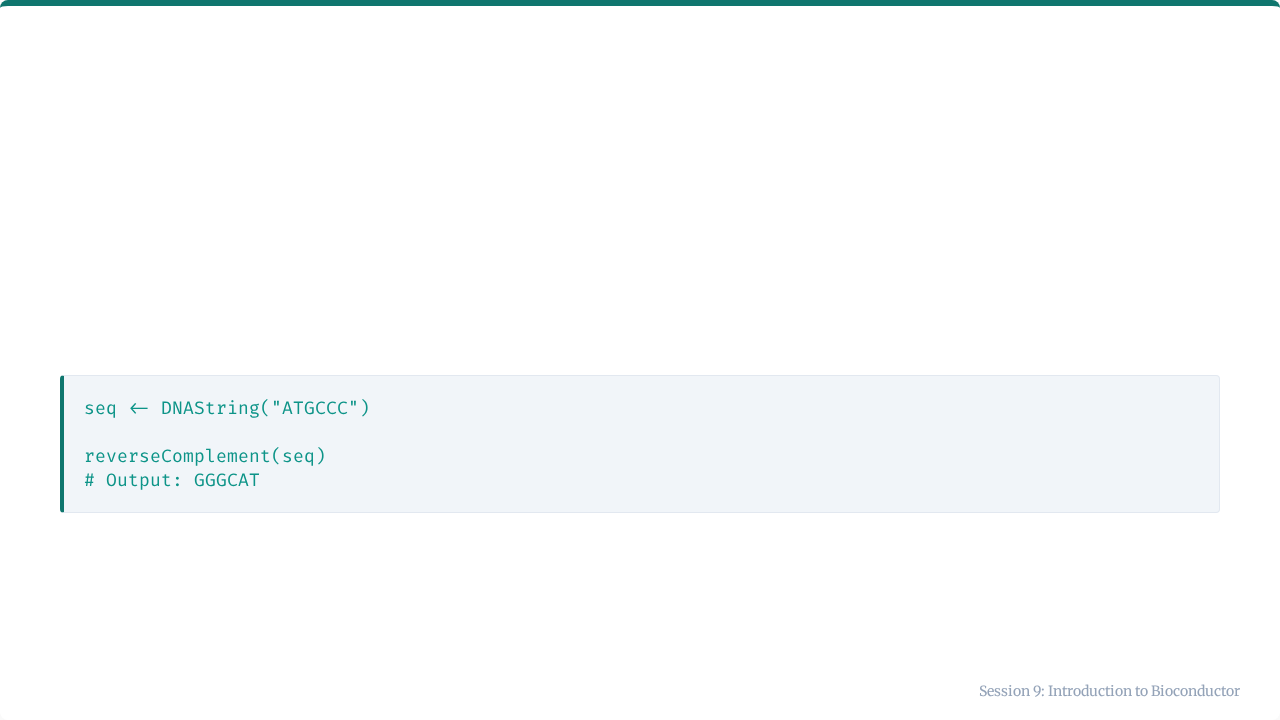 seq <- DNAString("ATGCCC")
reverseComplement(seq)
# Output: GGGCAT
Session 9: Introduction to Bioconductor